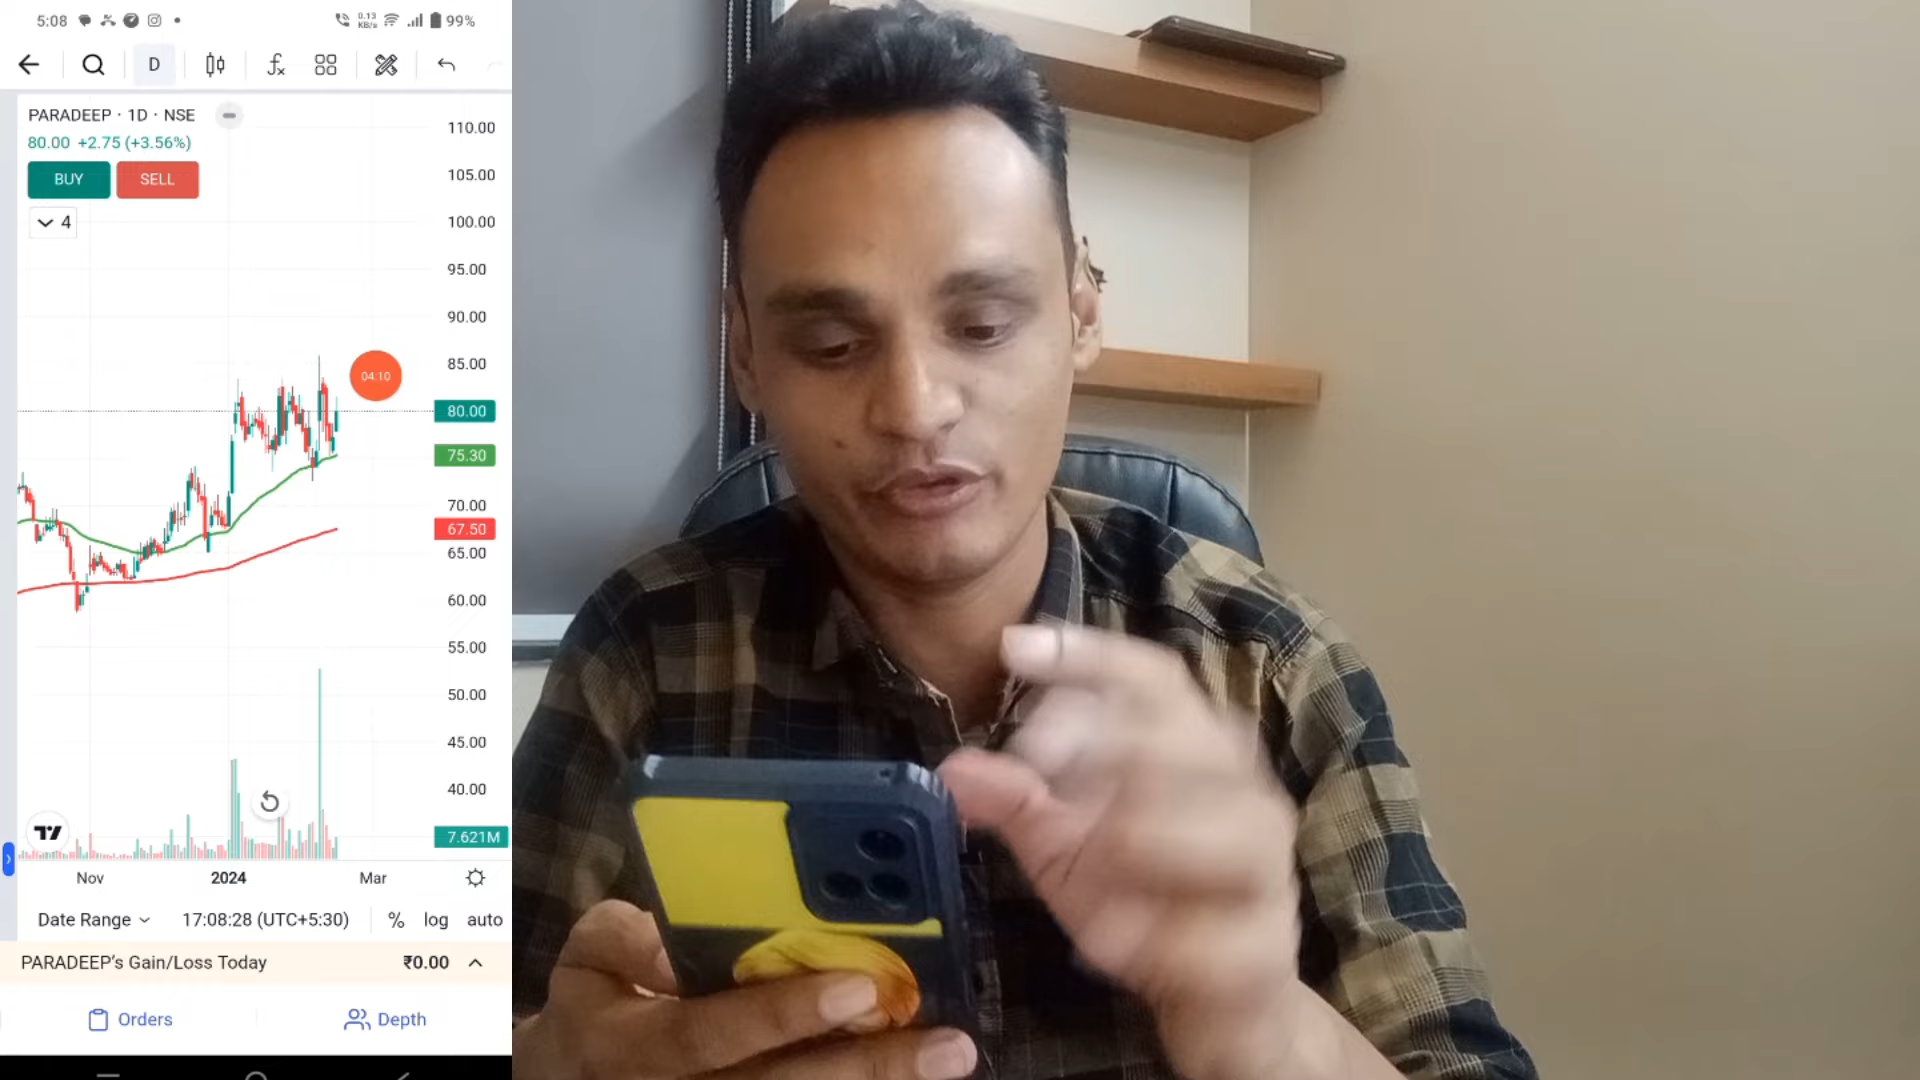 5:08 0.13 KB/s 99%
D
PARADEEP · 1D · NSE
80.00 +2.75 (+3.56%)
BUY SELL
4
110.00
105.00
100.00
95.00
90.00
85.00
04:10
80.00
75.30
70.00
67.50
65.00
60.00
55.00
50.00
45.00
40.00
7.621M
Nov 2024 Mar
Date Range 17:08:28 (UTC+5:30) % log auto
PARADEEP's Gain/Loss Today ₹0.00
Orders Depth